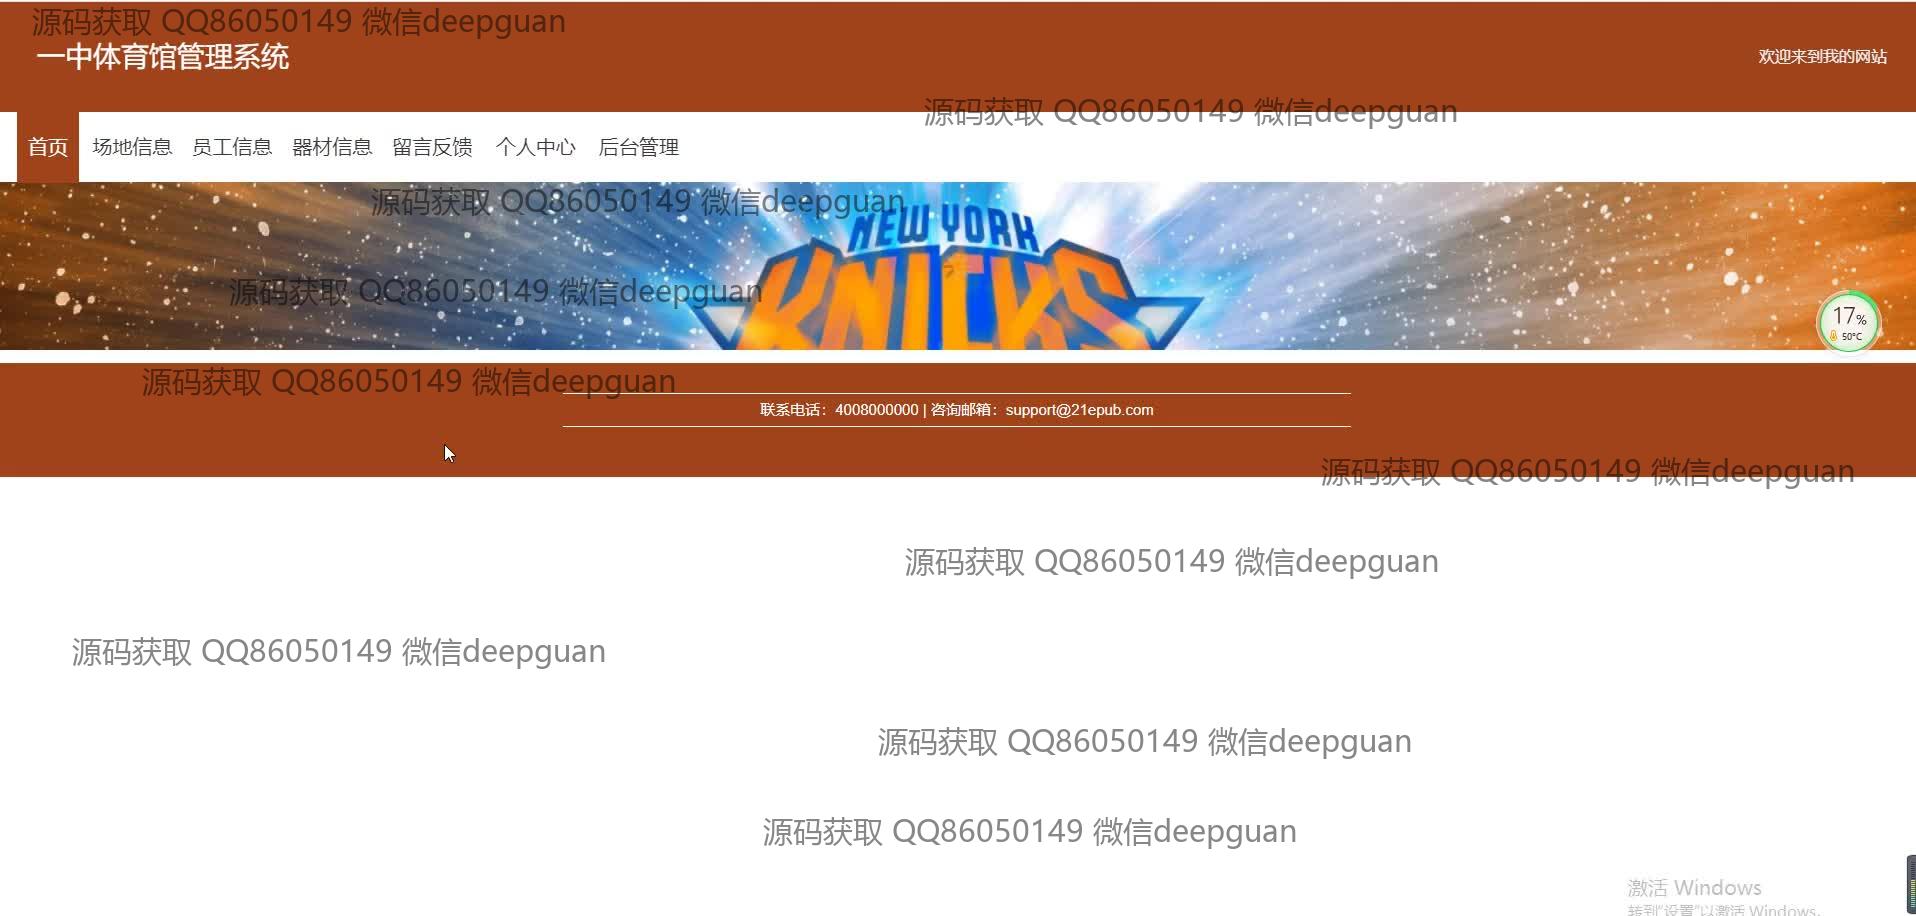 源码获取 QQ86050149 微信deepguan
一中体育馆管理系统
欢迎来到我的网站
源码获取 QQ86050149 微信deepguan
首页 场地信息 员工信息 器材信息 留言反馈 个人中心 后台管理
源码获取 QQ86050149 微信deepguan
NEW YORK
KNICKS
源码获取 QQ86050149 微信deepguan
17%
50°C
源码获取 QQ86050149 微信deepguan
联系电话：4008000000 | 咨询邮箱：support@21epub.com
源码获取 QQ86050149 微信deepguan
源码获取 QQ86050149 微信deepguan
源码获取 QQ86050149 微信deepguan
源码获取 QQ86050149 微信deepguan
源码获取 QQ86050149 微信deepguan
激活 Windows
转到"设置"以激活 Windows。